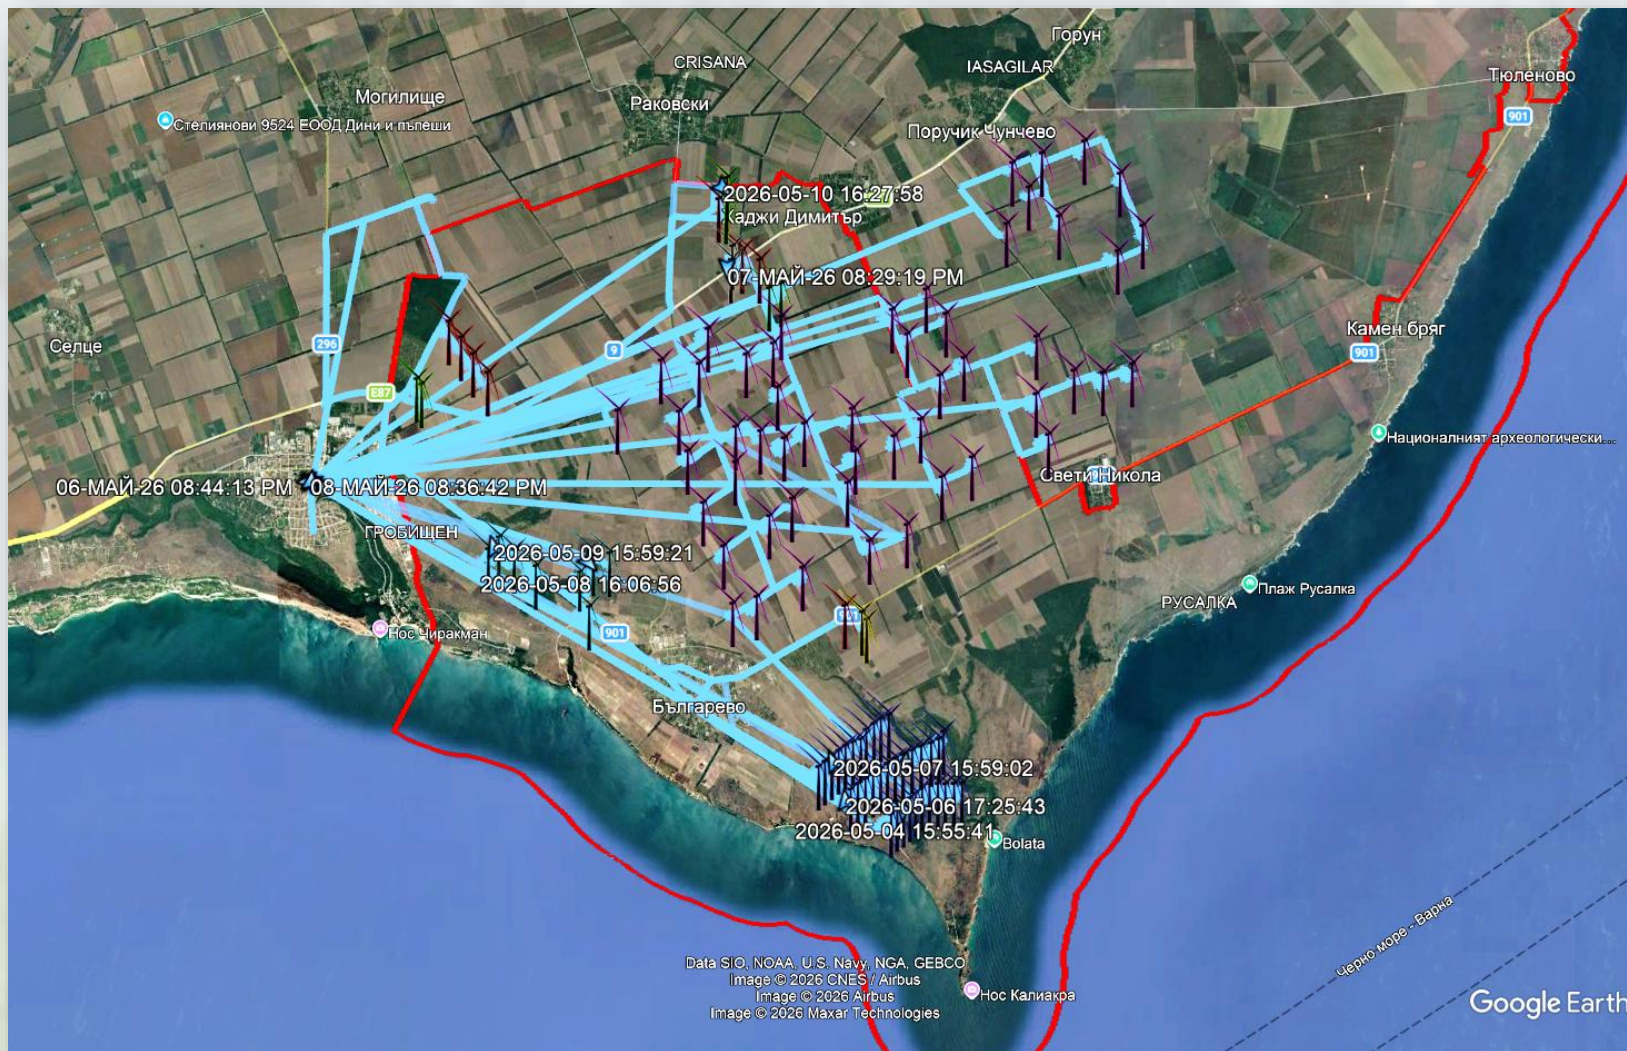 Горун
CRISANA
IASAGILAR
Тюленово
Могилище
Раковски
901
Стелиянови 9524 ЕООД Дини и пъпеши
Поручик Чунчево
2026-05-10 16:27:58
Хаджи Димитър
07-МАЙ-26 08:29:19 PM
Селце
296
9
Камен бряг
901
E87
Националният археологически...
Свети Никола
06-МАЙ-26 08:44:13 PM
08-МАЙ-26 08:36:42 PM
ГРОБИЩЕН
2026-05-09 15:59:21
2026-05-08 16:06:56
Плаж Русалка
РУСАЛКА
Нос Чиракман
901
Българево
2026-05-07 15:59:02
2026-05-06 17:25:43
2026-05-04 15:55:41
Bolata
Черно море - Варна
Data SIO, NOAA, U.S. Navy, NGA, GEBCO
Image © 2026 CNES / Airbus
Image © 2026 Airbus
Image © 2026 Maxar Technologies
Нос Калиакра
Google Earth